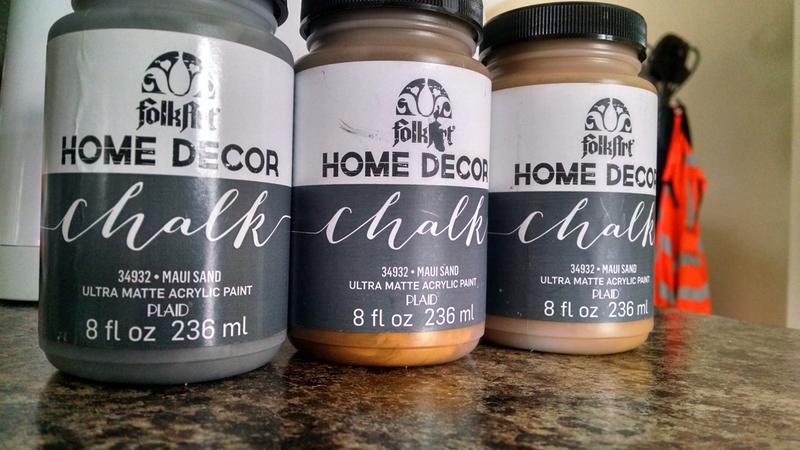 folkArt
HOME DECOR
chalk
34932 • MAUI SAND
ULTRA MATTE ACRYLIC PAINT
PLAID
8 fl oz 236 ml
folkArt
HOME DECOR
chalk
34932 • MAUI SAND
ULTRA MATTE ACRYLIC PAINT
PLAID
8 fl oz 236 ml
folkArt
HOME DECOR
chalk
34932 • MAUI SAND
ULTRA MATTE ACRYLIC PAINT
PLAID
8 fl oz 236 ml